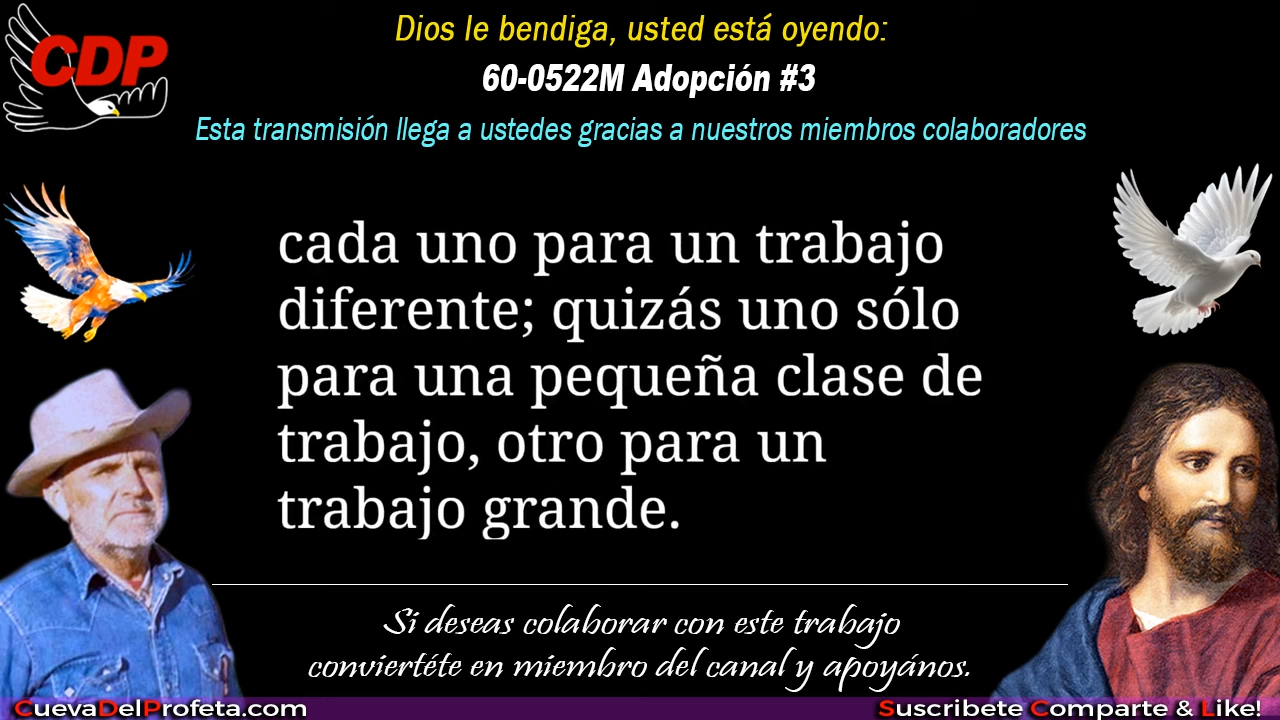 CDP
Dios le bendiga, usted está oyendo:
60-0522M Adopción #3
Esta transmisión llega a ustedes gracias a nuestros miembros colaboradores
cada uno para un trabajo
diferente; quizás uno sólo
para una pequeña clase de
trabajo, otro para un
trabajo grande.
Si deseas colaborar con este trabajo
conviertéte en miembro del canal y apoyános.
CuevaDelProfeta.com
Suscribete Comparte & Like!